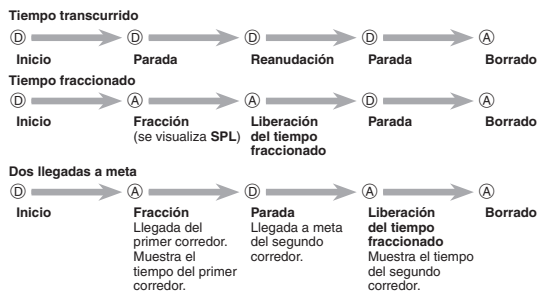 Tiempo transcurrido
Ⓓ Ⓓ Ⓓ Ⓓ Ⓐ
Inicio Parada Reanudación Parada Borrado
Tiempo fraccionado
Ⓓ Ⓐ Ⓐ Ⓓ Ⓐ
Inicio Fracción Liberación Parada Borrado
(se visualiza SPL) del tiempo
fraccionado
Dos llegadas a meta
Ⓓ Ⓐ Ⓓ Ⓐ Ⓐ
Inicio Fracción Parada Liberación Borrado
Llegada del Llegada a meta del tiempo
primer corredor. del segundo fraccionado
Muestra el corredor. Muestra el tiempo
tiempo del primer del segundo
corredor. corredor.